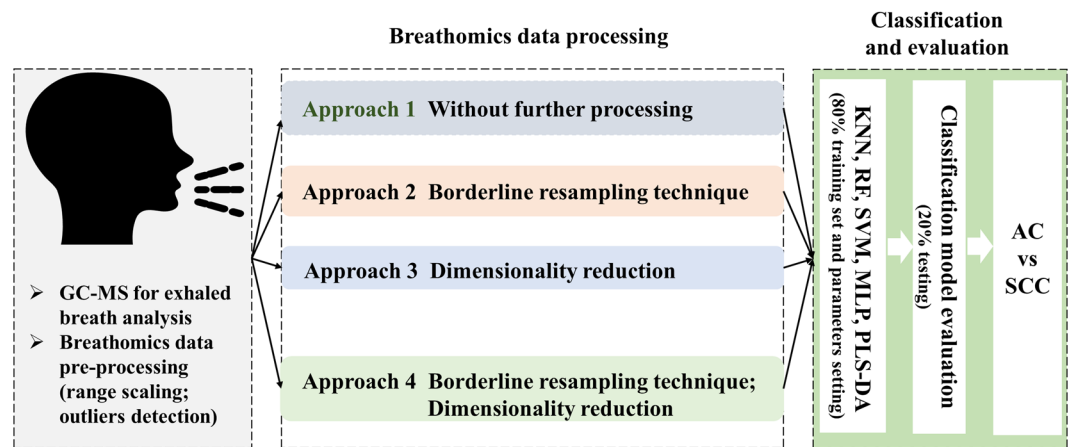 Breathomics data processing
Classification
and evaluation
➢ GC-MS for exhaled
breath analysis
➢ Breathomics data
pre-processing
(range scaling;
outliers detection)
Approach 1 Without further processing
Approach 2 Borderline resampling technique
Approach 3 Dimensionality reduction
Approach 4 Borderline resampling technique;
Dimensionality reduction
KNN, RF, SVM, MLP, PLS-DA
(80% training set and parameters setting)
Classification model evaluation
(20% testing)
AC
vs
SCC